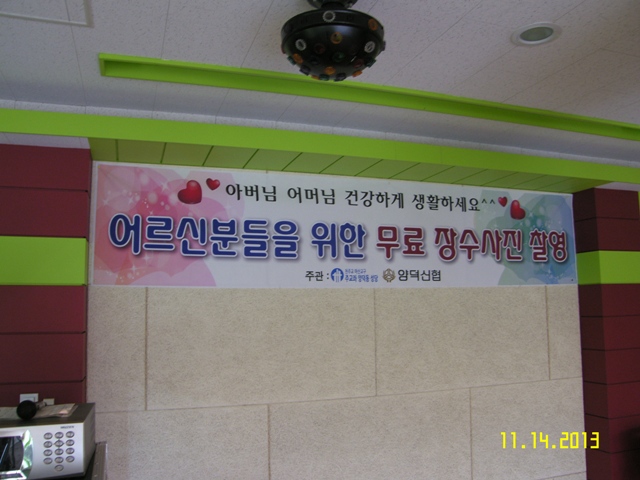 아버님 어머님 건강하게 생활하세요^^
어르신분들을 위한 무료 장수사진 촬영
주관 : 양덕신협
11.14.2013